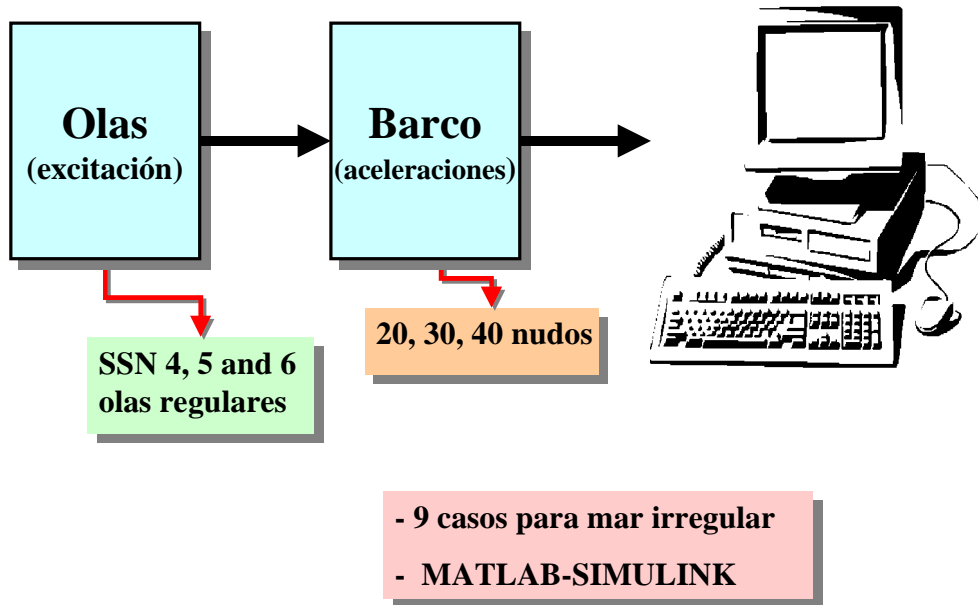 Olas
(excitación)
Barco
(aceleraciones)
SSN 4, 5 and 6
olas regulares
20, 30, 40 nudos
- 9 casos para mar irregular
- MATLAB-SIMULINK